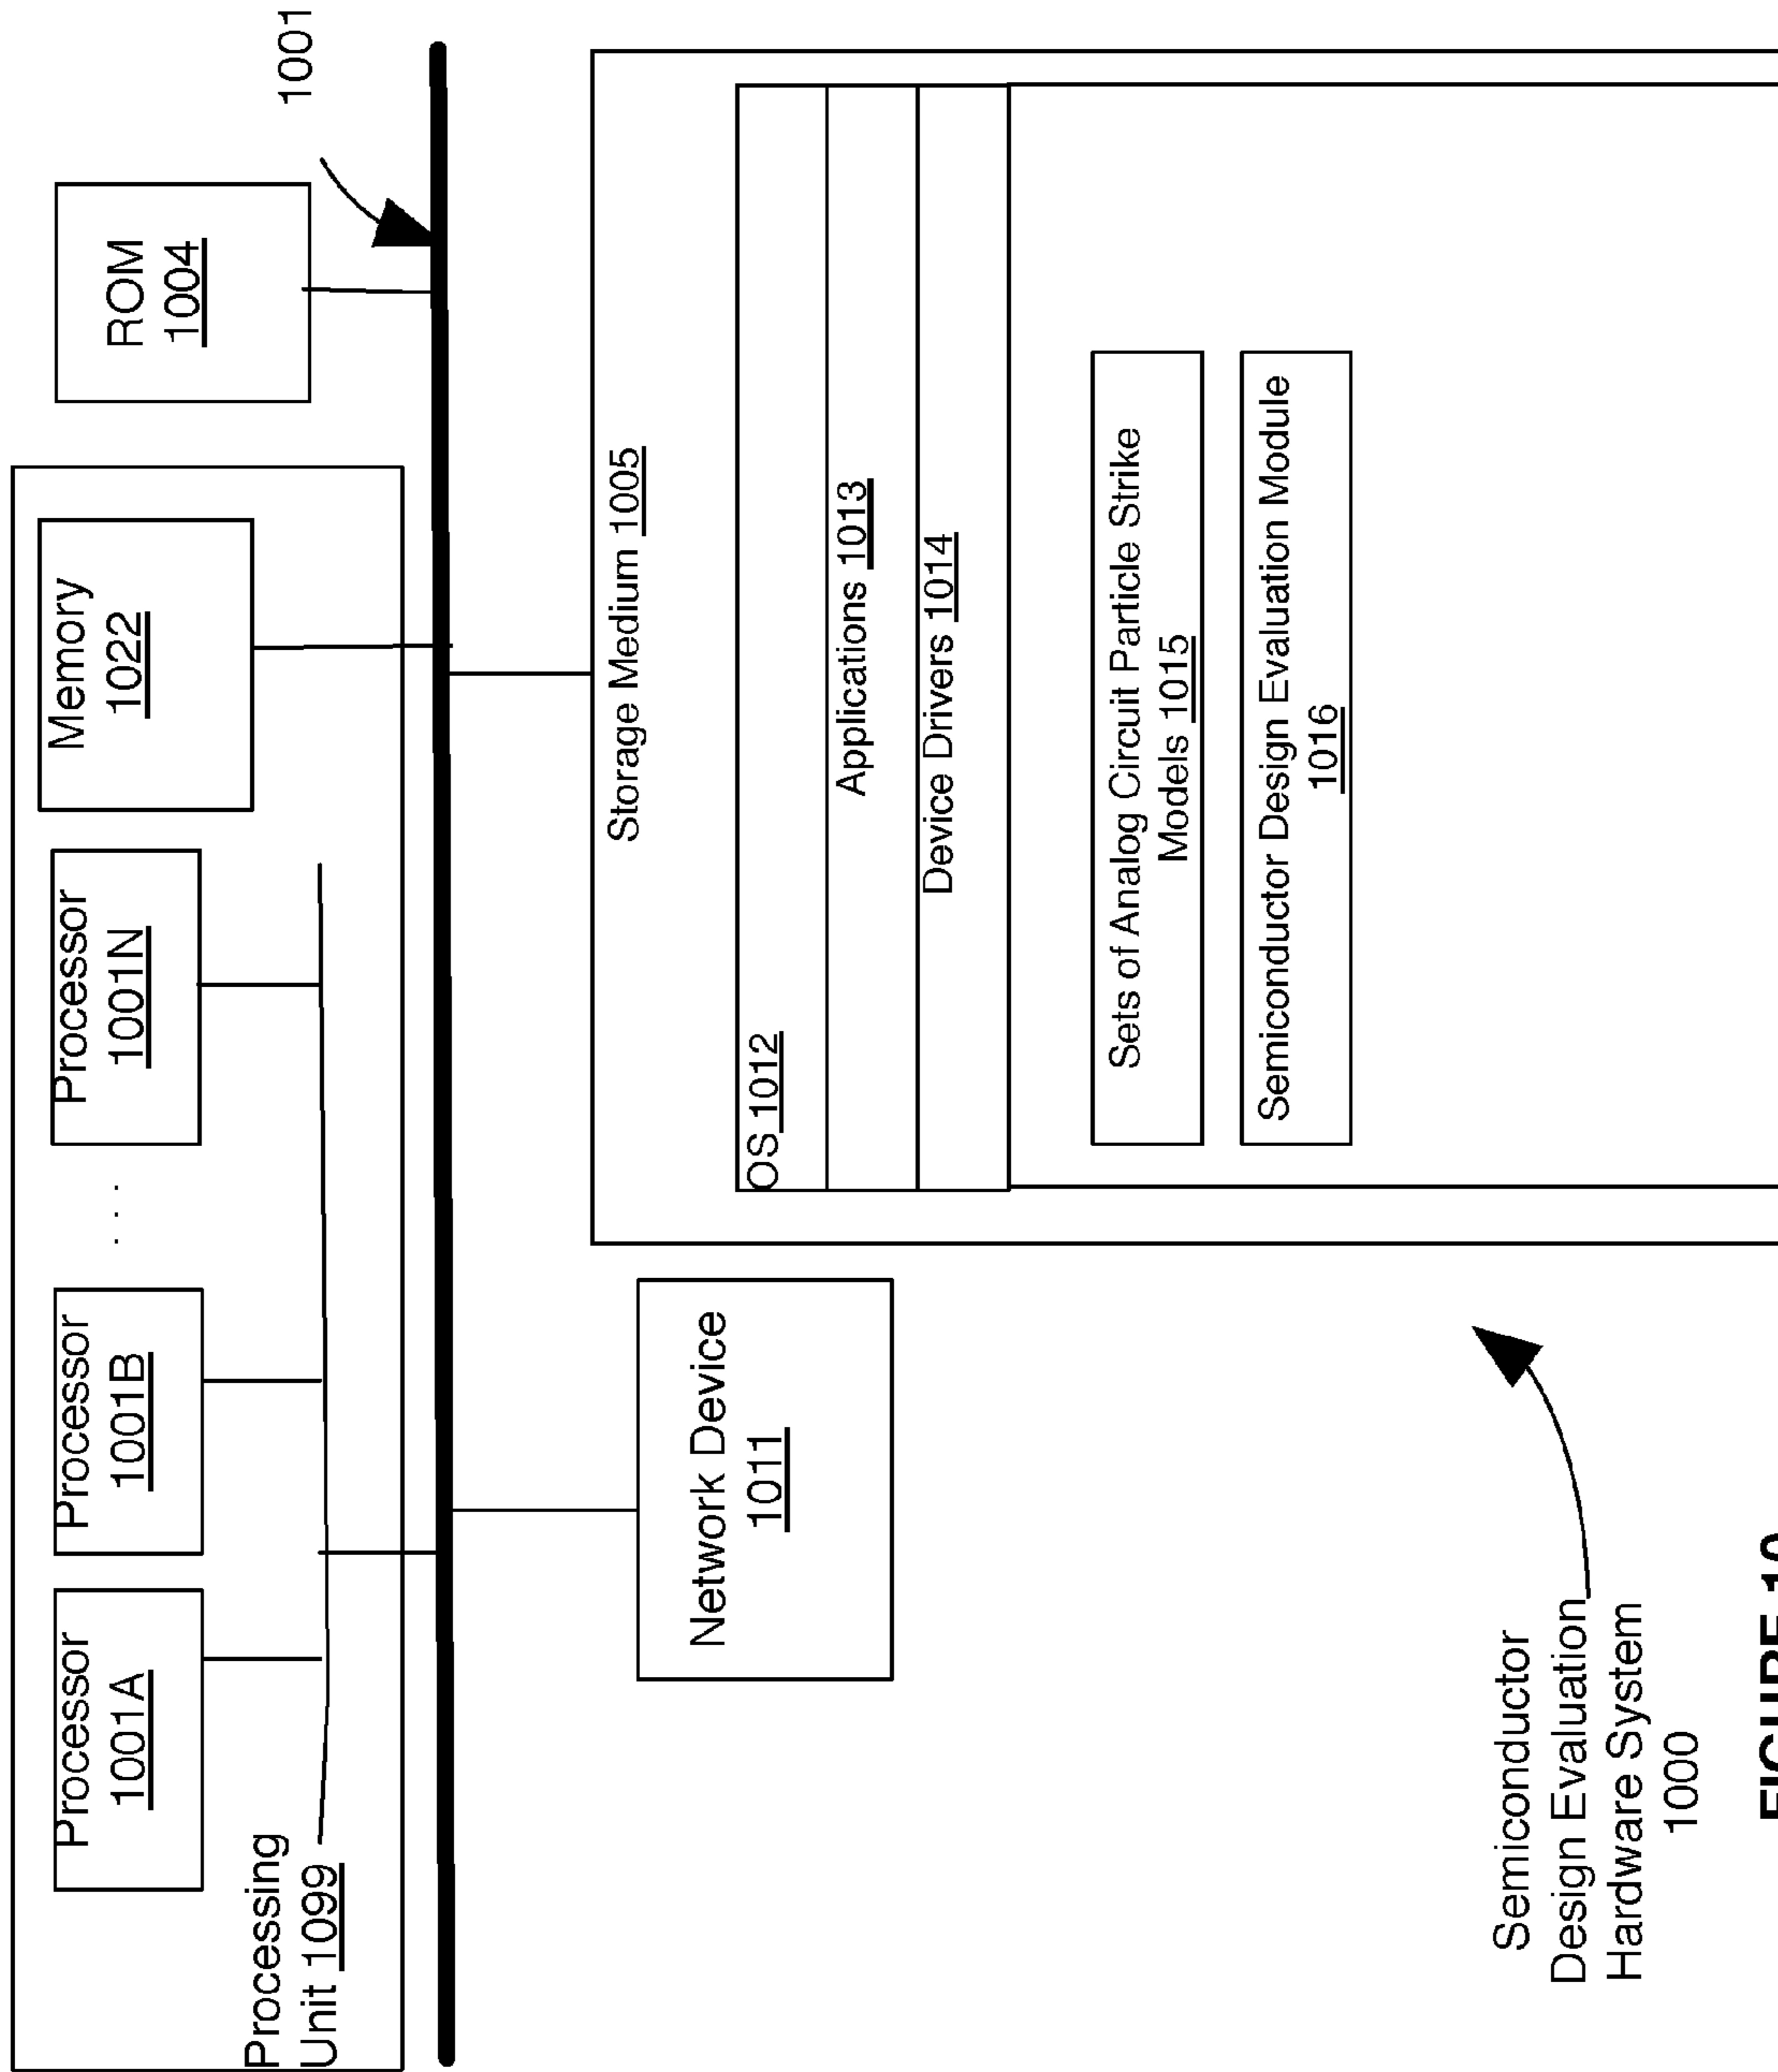 Processor
1001A
Processor
1001B
. . .
Processor
1001N
Memory
1022
Processing
Unit 1099
ROM
1004
1001
Network Device
1011
Storage Medium 1005
OS 1012
Applications 1013
Device Drivers 1014
Sets of Analog Circuit Particle Strike
Models 1015
Semiconductor Design Evaluation Module
1016
Semiconductor
Design Evaluation
Hardware System
1000
FIGURE 10